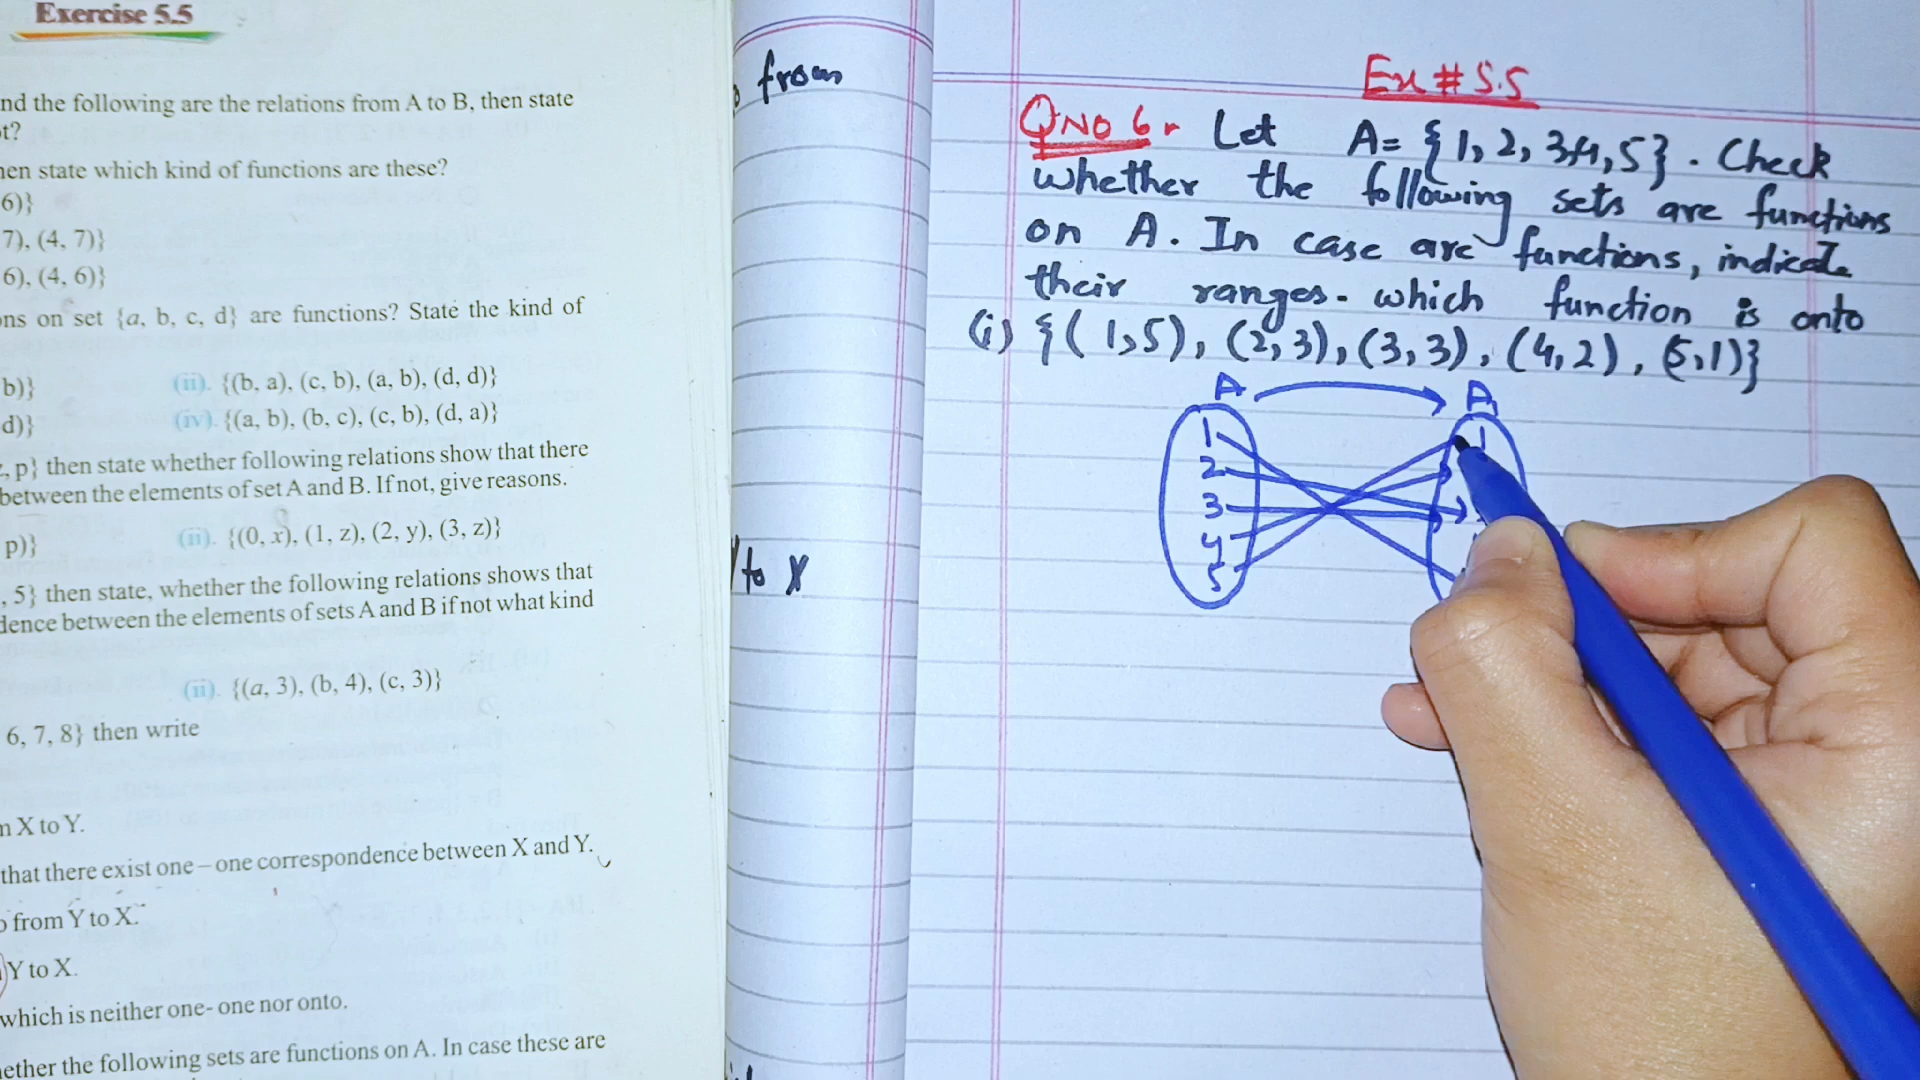 Exercise 5.5
nd the following are the relations from A to B, then state
t?
en state which kind of functions are these?
6)}
7), (4, 7)}
6), (4, 6)}
ons on set {a, b, c, d} are functions? State the kind of
b)} (ii). {(b, a), (c, b), (a, b), (d, d)}
d)} (iv). {(a, b), (b, c), (c, b), (d, a)}
, p} then state whether following relations show that there
between the elements of set A and B. If not, give reasons.
p)} (ii). {(0, x), (1, z), (2, y), (3, z)}
, 5} then state, whether the following relations shows that
dence between the elements of sets A and B if not what kind
(ii). {(a, 3), (b, 4), (c, 3)}
6, 7, 8} then write
X to Y.
that there exist one – one correspondence between X and Y.
from Y to X.
Y to X.
which is neither one- one nor onto.
ether the following sets are functions on A. In case these are
from
to X
Ex # 5.5
QNO 6 Let A= {1, 2, 3,4, 5}. Check
whether the following sets are functions
on A. In case are functions, indicate
their ranges. which function is onto
(i) {(1,5), (2,3), (3,3), (4,2), (5,1)}
A A
1 1
2
3
4
5